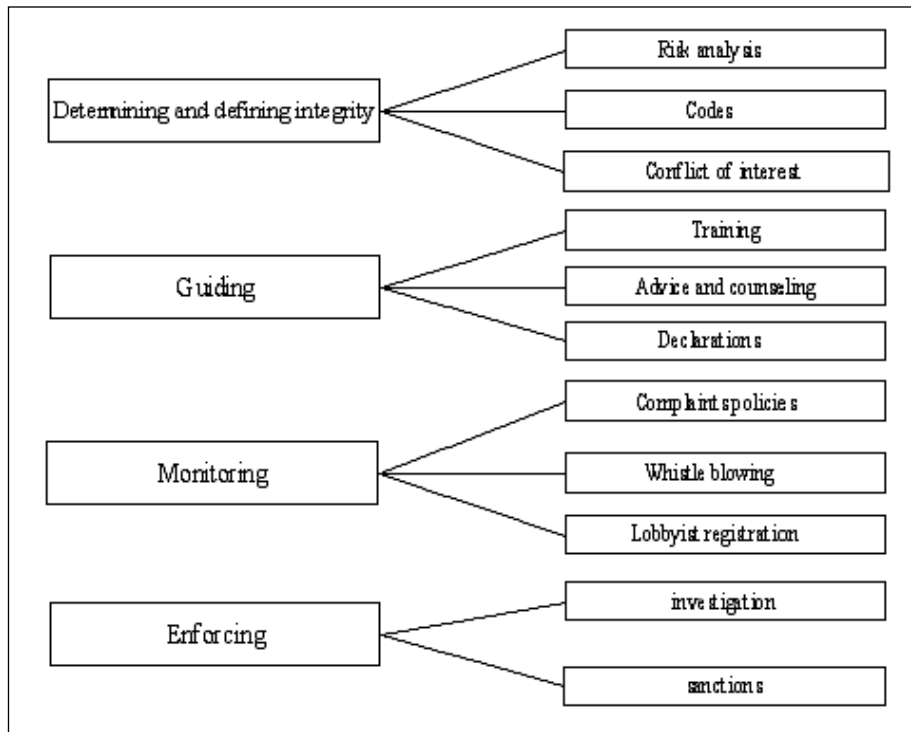 Determining and defining integrity
Risk analysis
Codes
Conflict of interest
Guiding
Training
Advice and counseling
Declarations
Monitoring
Complaints policies
Whistle blowing
Lobbyist registration
Enforcing
investigation
sanctions